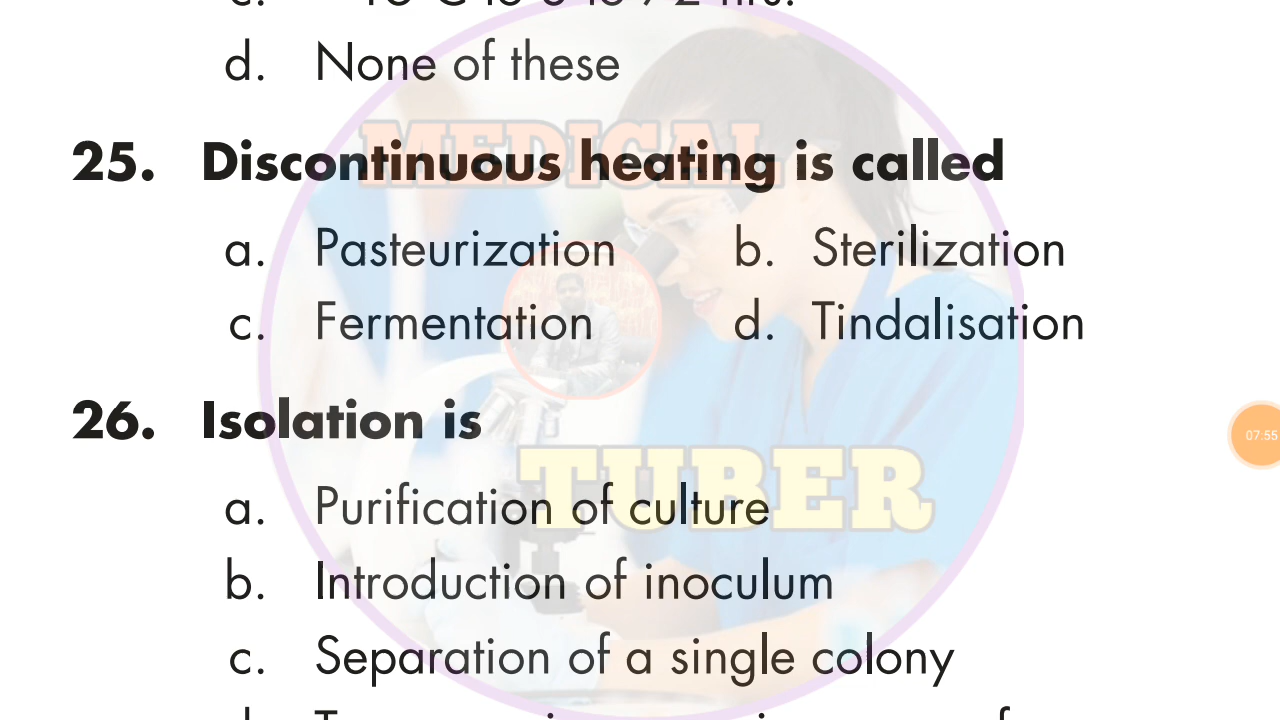 d. None of these
MEDICAL
25. Discontinuous heating is called
a. Pasteurization b. Sterilization
c. Fermentation d. Tindalisation
26. Isolation is
07:55
TUBER
a. Purification of culture
b. Introduction of inoculum
c. Separation of a single colony